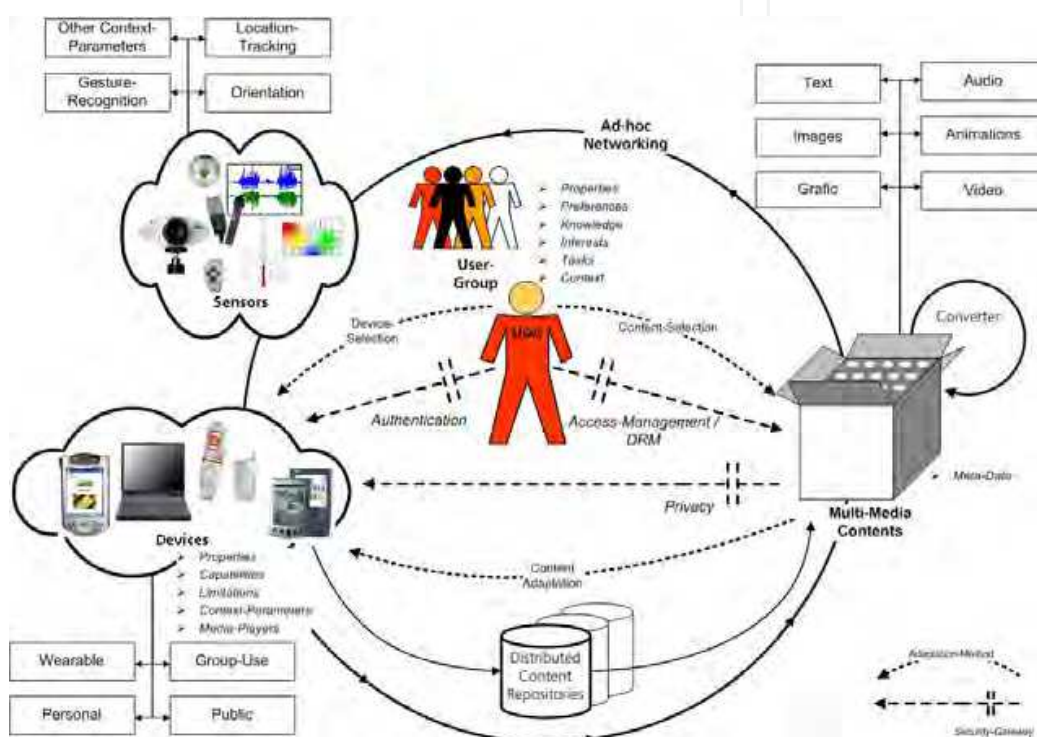 Other Context-
Parameters
Location-
Tracking
Gesture-
Recognition
Orientation
Sensors
Ad-hoc
Networking
User-
Group
Properties
Preferences
Knowledge
Interests
Tasks
Context
Text
Audio
Images
Animations
Grafic
Video
Converter
Device-
Selection
User
Content-Selection
Authentication
Access-Management /
DRM
Privacy
Meta-Data
Multi-Media
Contents
Content
Adaptation
Devices
Properties
Capabilities
Limitations
Context-Parameters
Media-Players
Wearable
Group-Use
Personal
Public
Distributed
Content
Repositories
Adaptation-Method
Security-Gateway